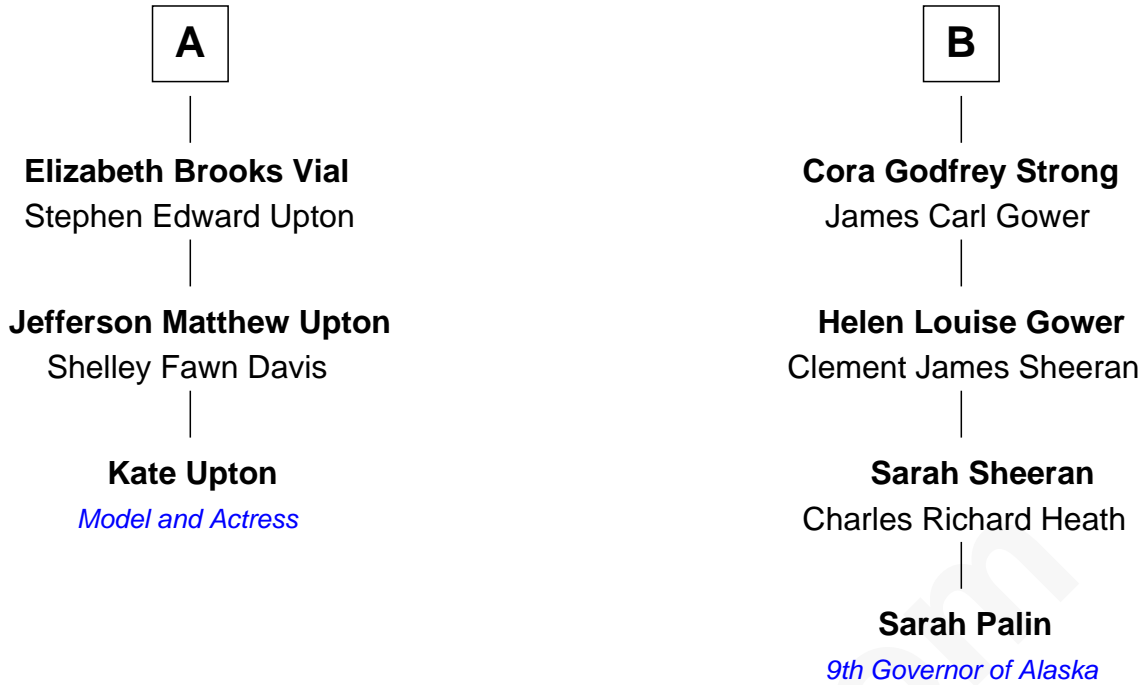 A
Elizabeth Brooks Vial
Stephen Edward Upton
Jefferson Matthew Upton
Shelley Fawn Davis
Kate Upton
Model and Actress
B
Cora Godfrey Strong
James Carl Gower
Helen Louise Gower
Clement James Sheeran
Sarah Sheeran
Charles Richard Heath
Sarah Palin
9th Governor of Alaska